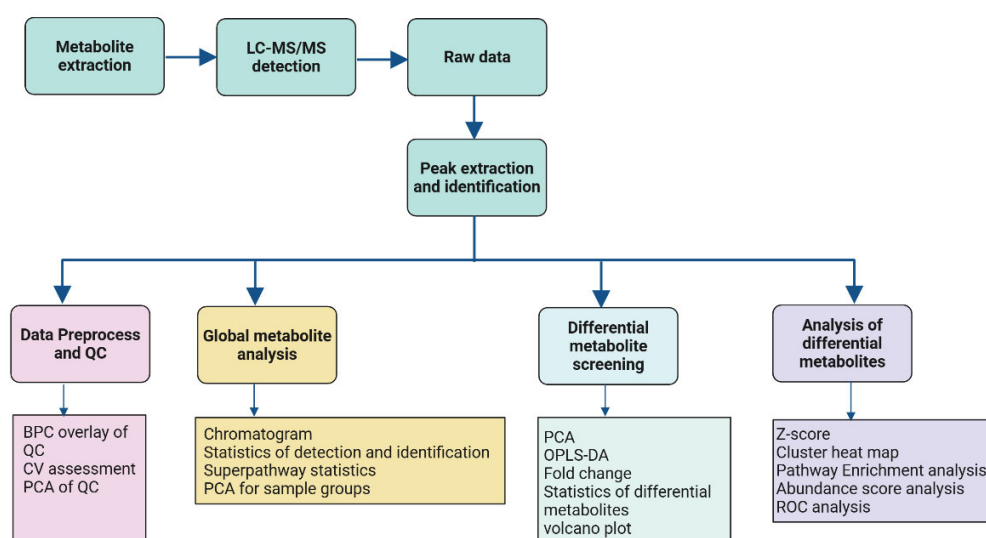 Metabolite
extraction
LC-MS/MS
detection
Raw data
Peak extraction
and identification
Data Preprocess
and QC
Global metabolite
analysis
Differential
metabolite
screening
Analysis of
differential
metabolites
BPC overlay of
QC
CV assessment
PCA of QC
Chromatogram
Statistics of detection and identification
Superpathway statistics
PCA for sample groups
PCA
OPLS-DA
Fold change
Statistics of differential
metabolites
volcano plot
Z-score
Cluster heat map
Pathway Enrichment analysis
Abundance score analysis
ROC analysis